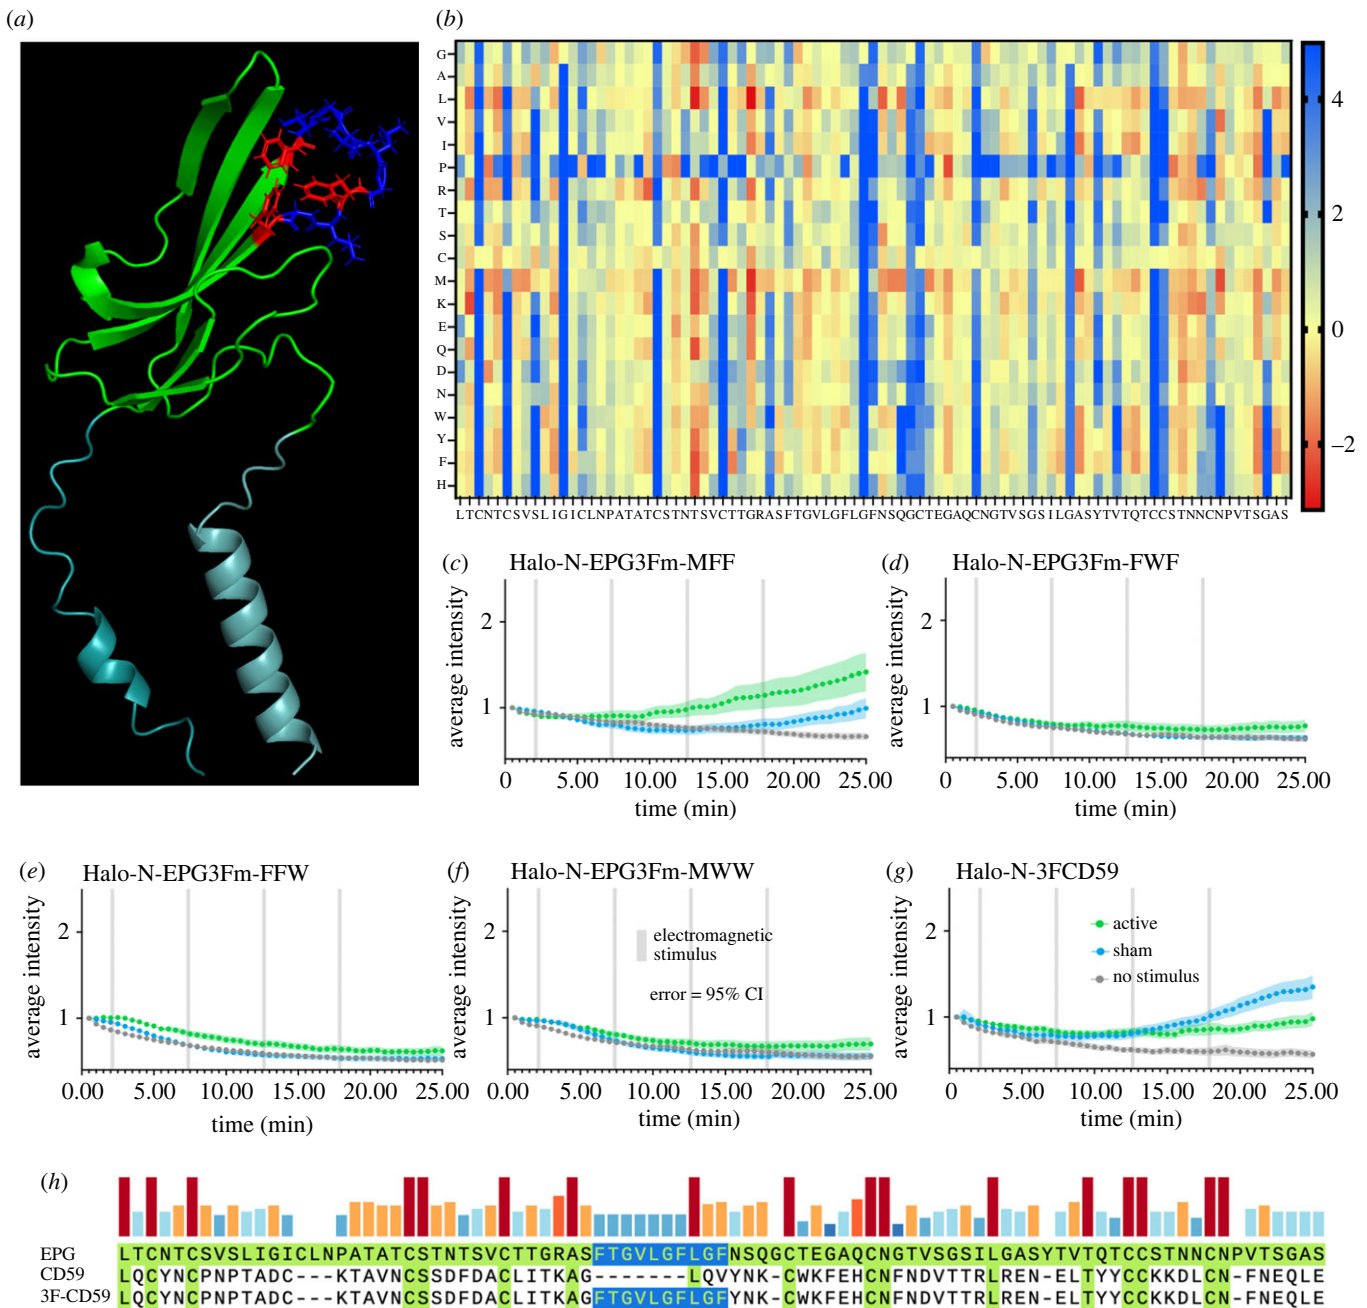 (a)
(b)
G
A
L
V
I
P
R
T
S
C
M
K
E
Q
D
N
W
Y
F
H
4
2
0
–2
LTCNTCSVSLIGICLNPATATCSTNTSVCTTGRASFTGVLGFLGFNSQGCTEGAQCNGTVSGSILGASYTVTQTCCSTNNCNPVTSGAS
(c) Halo-N-EPG3Fm-MFF
average intensity
2
1
0 5.00 10.00 15.00 20.00 25.00
time (min)
(d) Halo-N-EPG3Fm-FWF
average intensity
2
1
0 5.00 10.00 15.00 20.00 25.00
time (min)
(e) Halo-N-EPG3Fm-FFW
average intensity
2
1
0.00 5.00 10.00 15.00 20.00 25.00
time (min)
(f) Halo-N-EPG3Fm-MWW
average intensity
2
1
electromagnetic
stimulus
error = 95% CI
0.00 5.00 10.00 15.00 20.00 25.00
time (min)
(g) Halo-N-3FCD59
average intensity
2
1
active
sham
no stimulus
0 5.00 10.00 15.00 20.00 25.00
time (min)
(h)
EPG LTCNTCSVSLIGICLNPATATCSTNTSVCTTGRASFTGVLGFLGFNSQGCTEGAQCNGTVSGSILGASYTVTQTCCSTNNCNPVTSGAS
CD59 LQCYNCPNPTADC---KTAVNCSSDFDACLITKAG-------LQVYNK-CWKFEHCNFNDVTTRLREN-ELTYYCCKKDLCN-FNEQLE
3F-CD59 LQCYNCPNPTADC---KTAVNCSSDFDACLITKAGFTGVLGFLGFYNK-CWKFEHCNFNDVTTRLREN-ELTYYCCKKDLCN-FNEQLE